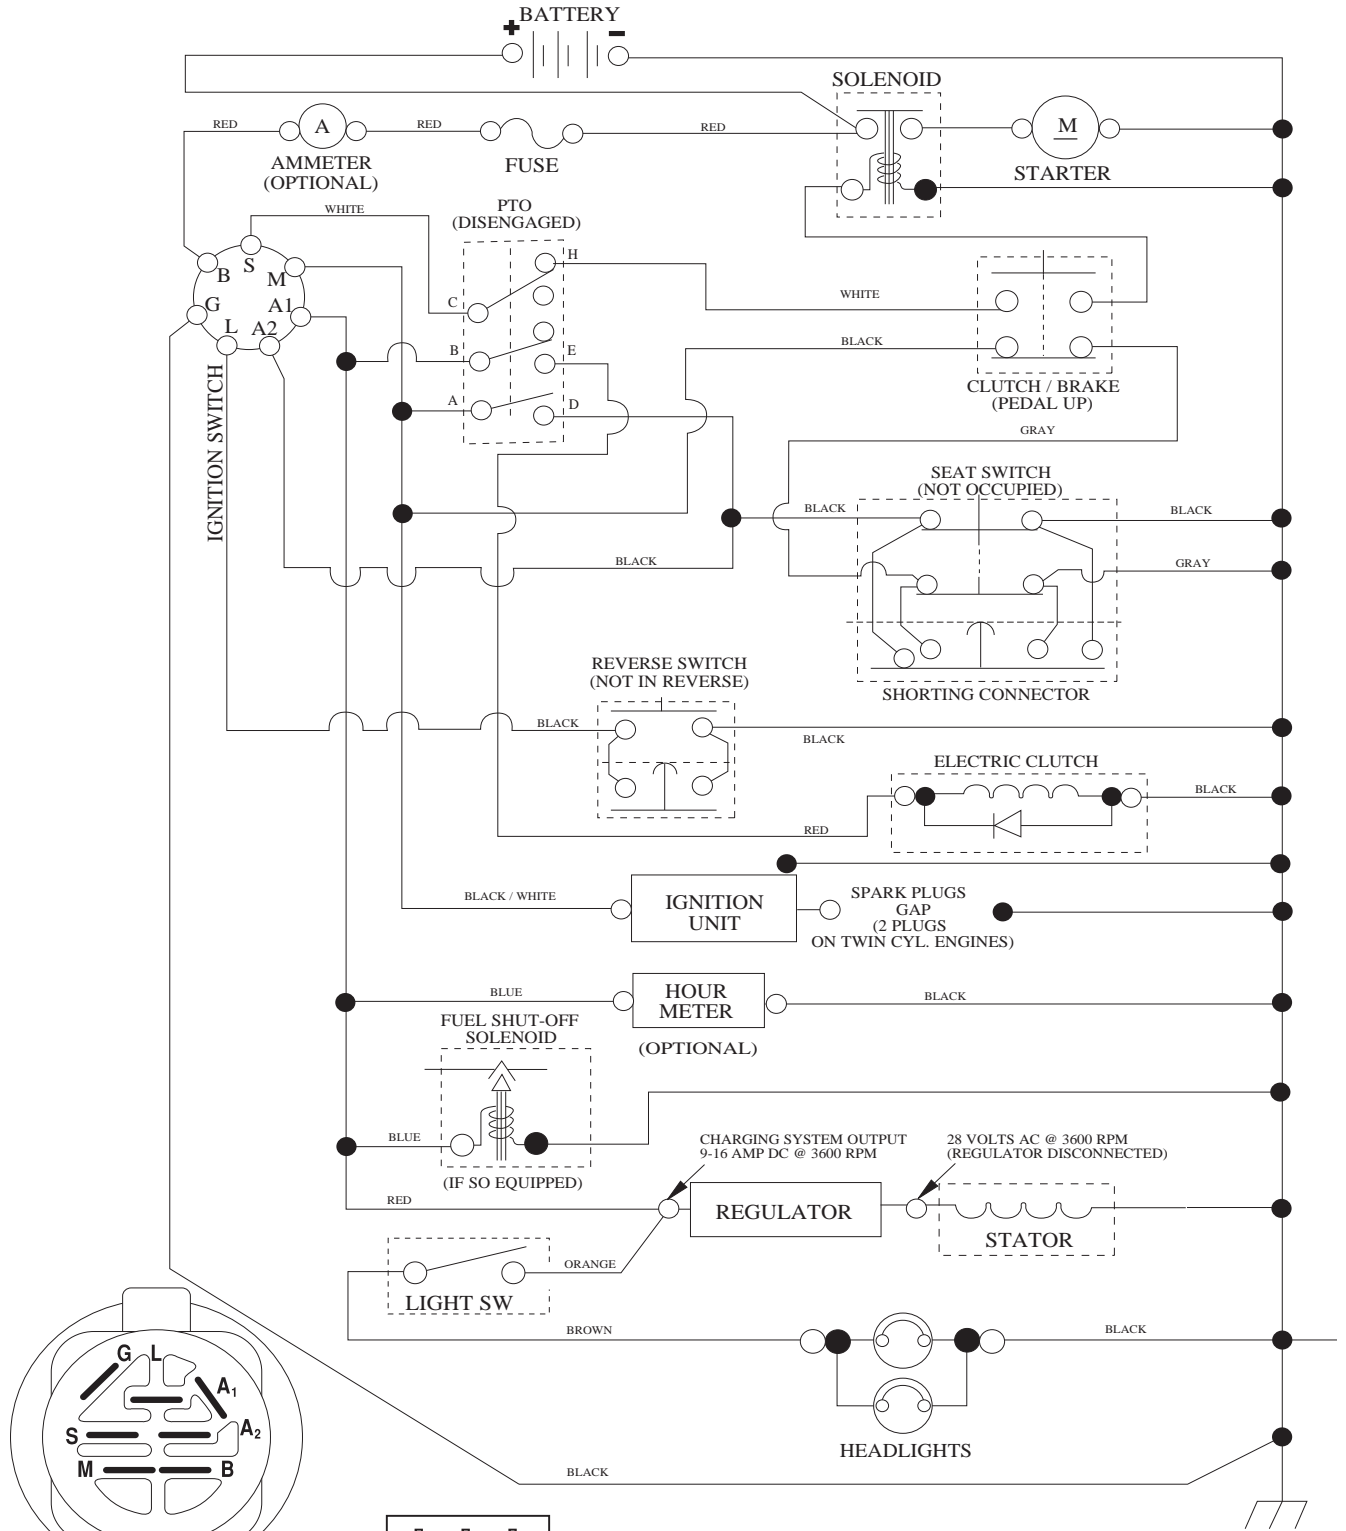 BATTERY
+ -
SOLENOID
RED
A
RED
FUSE
RED
AMMETER
(OPTIONAL)
M
STARTER
WHITE
PTO
(DISENGAGED)
B
S
M
G
A1
L
A2
IGNITION SWITCH
H
C
B
E
A
D
WHITE
BLACK
CLUTCH / BRAKE
(PEDAL UP)
GRAY
SEAT SWITCH
(NOT OCCUPIED)
BLACK
BLACK
BLACK
GRAY
SHORTING CONNECTOR
REVERSE SWITCH
(NOT IN REVERSE)
BLACK
BLACK
ELECTRIC CLUTCH
BLACK
RED
BLACK / WHITE
IGNITION
UNIT
SPARK PLUGS
GAP
(2 PLUGS
ON TWIN CYL. ENGINES)
BLUE
HOUR
METER
BLACK
(OPTIONAL)
FUEL SHUT-OFF
SOLENOID
BLUE
(IF SO EQUIPPED)
CHARGING SYSTEM OUTPUT
9-16 AMP DC @ 3600 RPM
28 VOLTS AC @ 3600 RPM
(REGULATOR DISCONNECTED)
RED
REGULATOR
STATOR
ORANGE
LIGHT SW
BROWN
BLACK
HEADLIGHTS
BLACK
G L
A1
S
A2
M
B